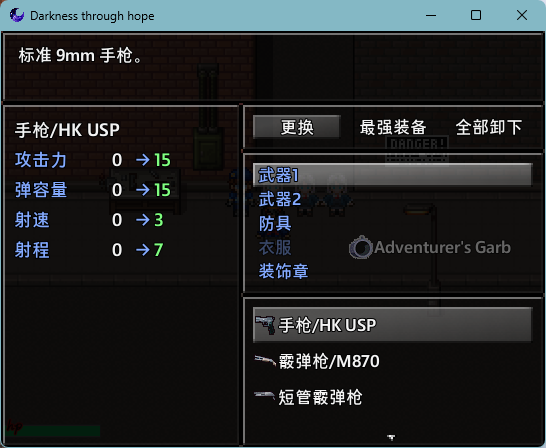 Darkness through hope
标准 9mm 手枪。
手枪/HK USP
攻击力 0 → 15
弹容量 0 → 15
射速 0 → 3
射程 0 → 7
更换 最强装备 全部卸下
DANGER!
武器1
武器2
防具
衣服 Adventurer's Garb
装饰章
手枪/HK USP
霰弹枪/M870
短管霰弹枪